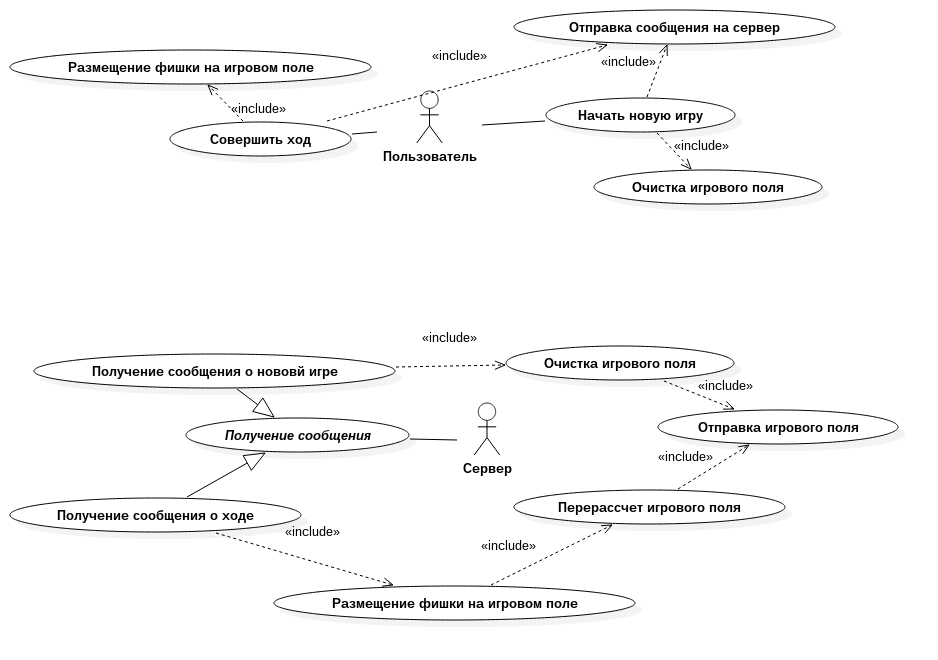 Отправка сообщения на сервер
«include»
«include»
Размещение фишки на игровом поле
«include»
Начать новую игру
Совершить ход
«include»
Пользователь
Очистка игрового поля
«include»
Получение сообщения о нововй игре
Очистка игрового поля
«include»
Получение сообщения
Отправка игрового поля
«include»
Сервер
Получение сообщения о ходе
Перерассчет игрового поля
«include»
«include»
Размещение фишки на игровом поле